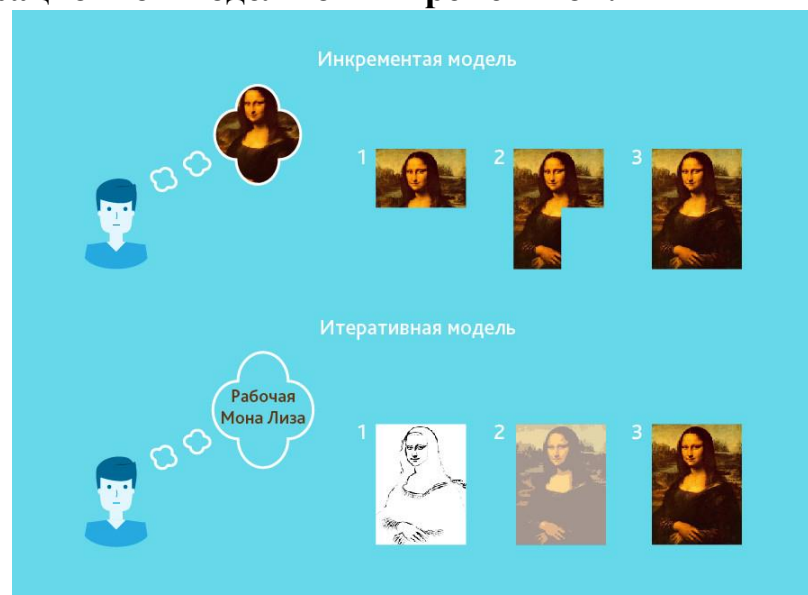 Инкрементая модель
1 2 3
Итеративная модель
Рабочая
Мона Лиза
1 2 3